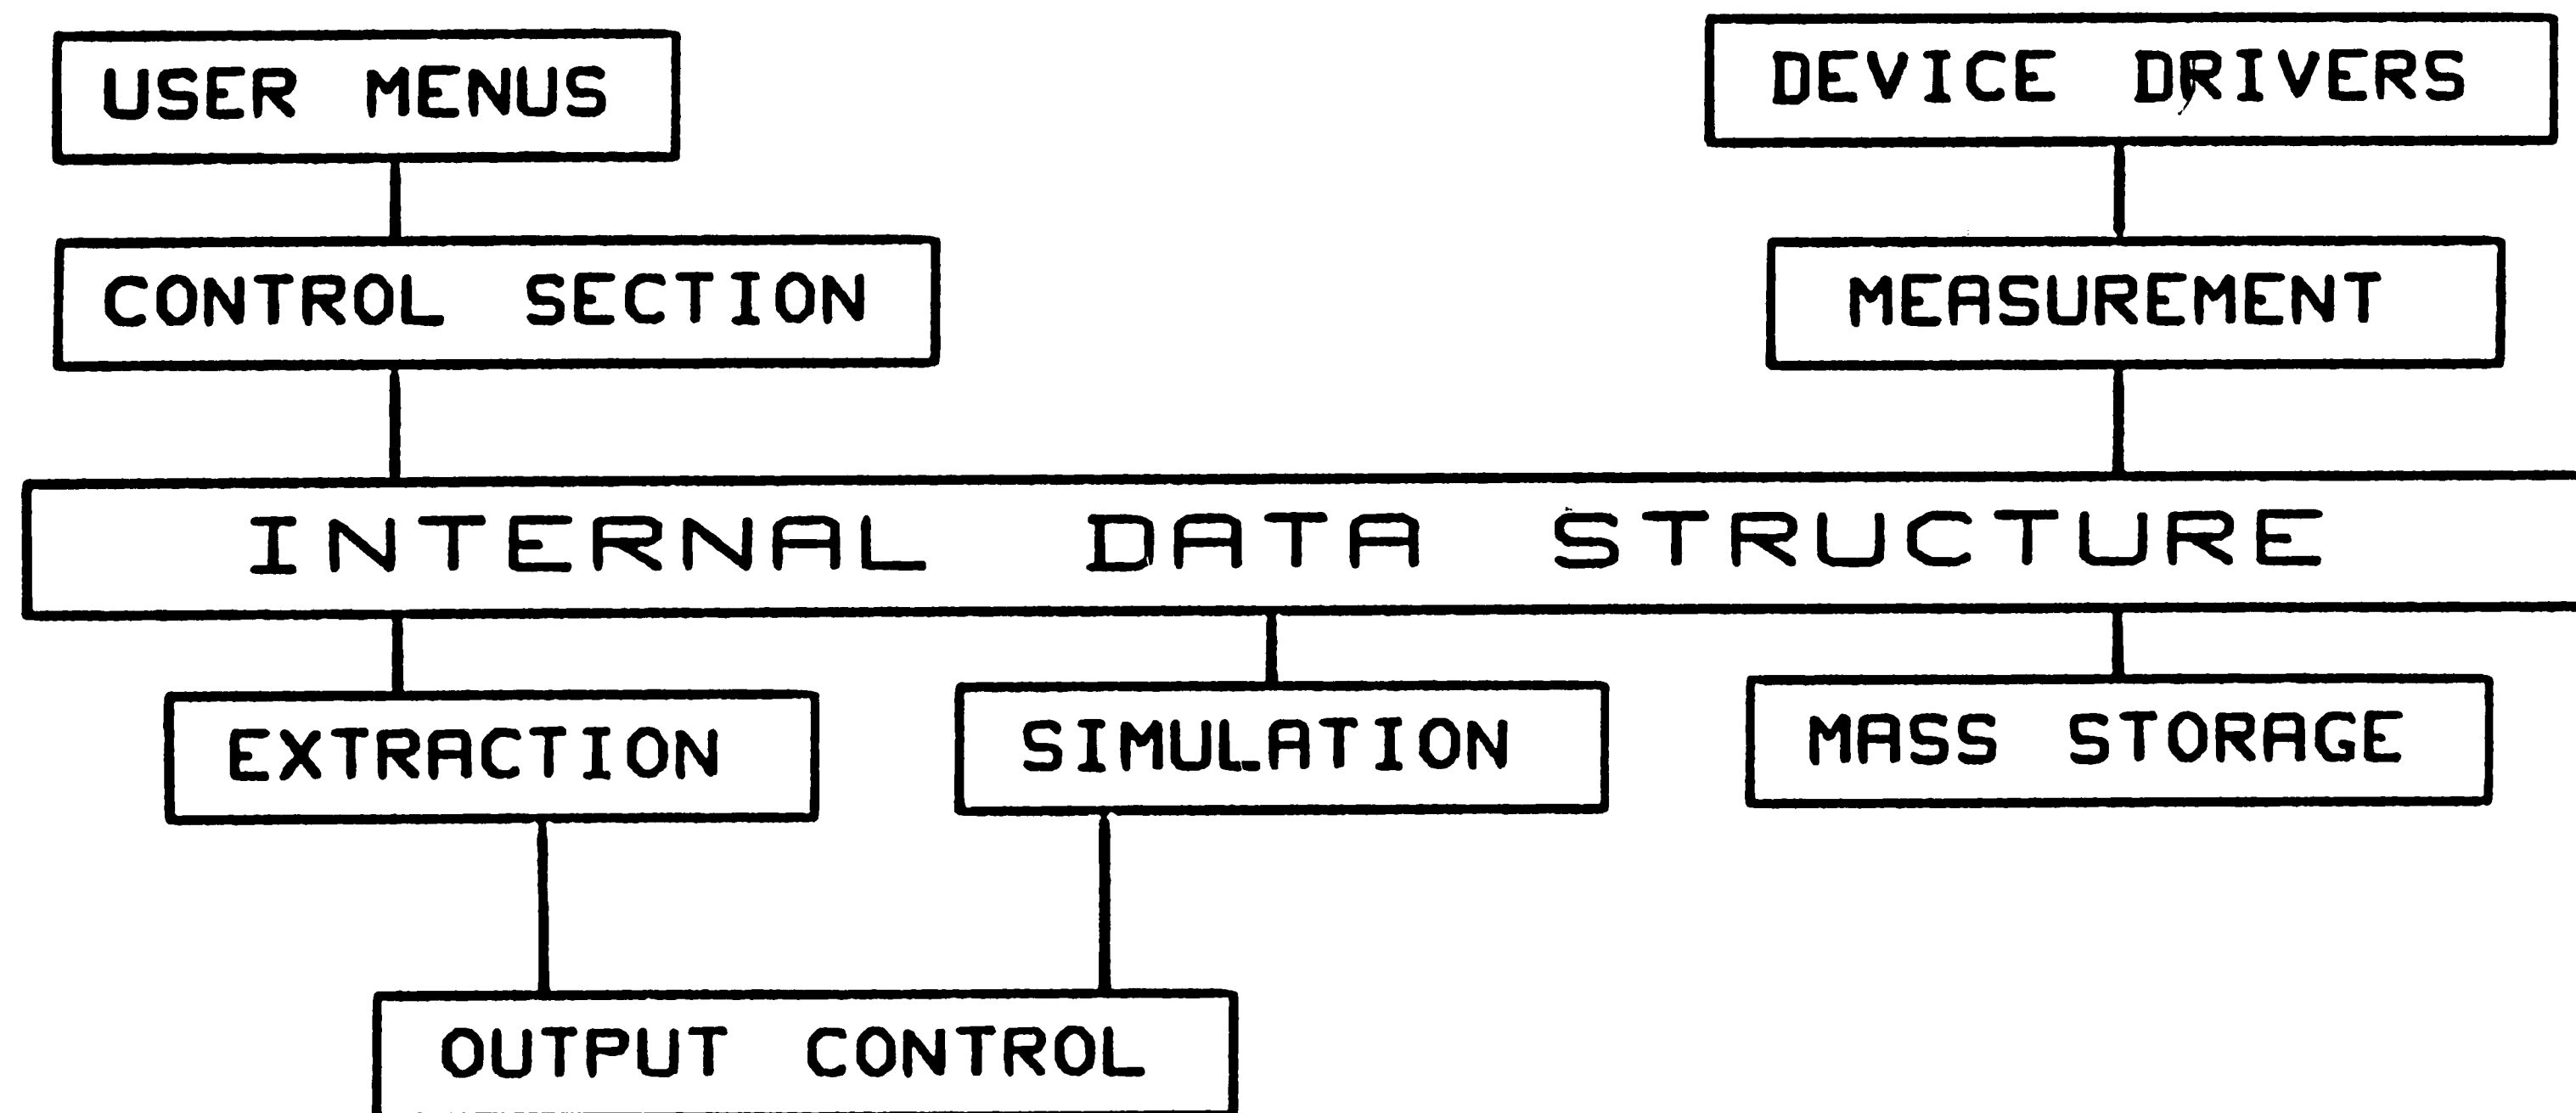 USER MENUS
DEVICE DRIVERS
CONTROL SECTION
MEASUREMENT
INTERNAL DATA STRUCTURE
EXTRACTION
SIMULATION
MASS STORAGE
OUTPUT CONTROL